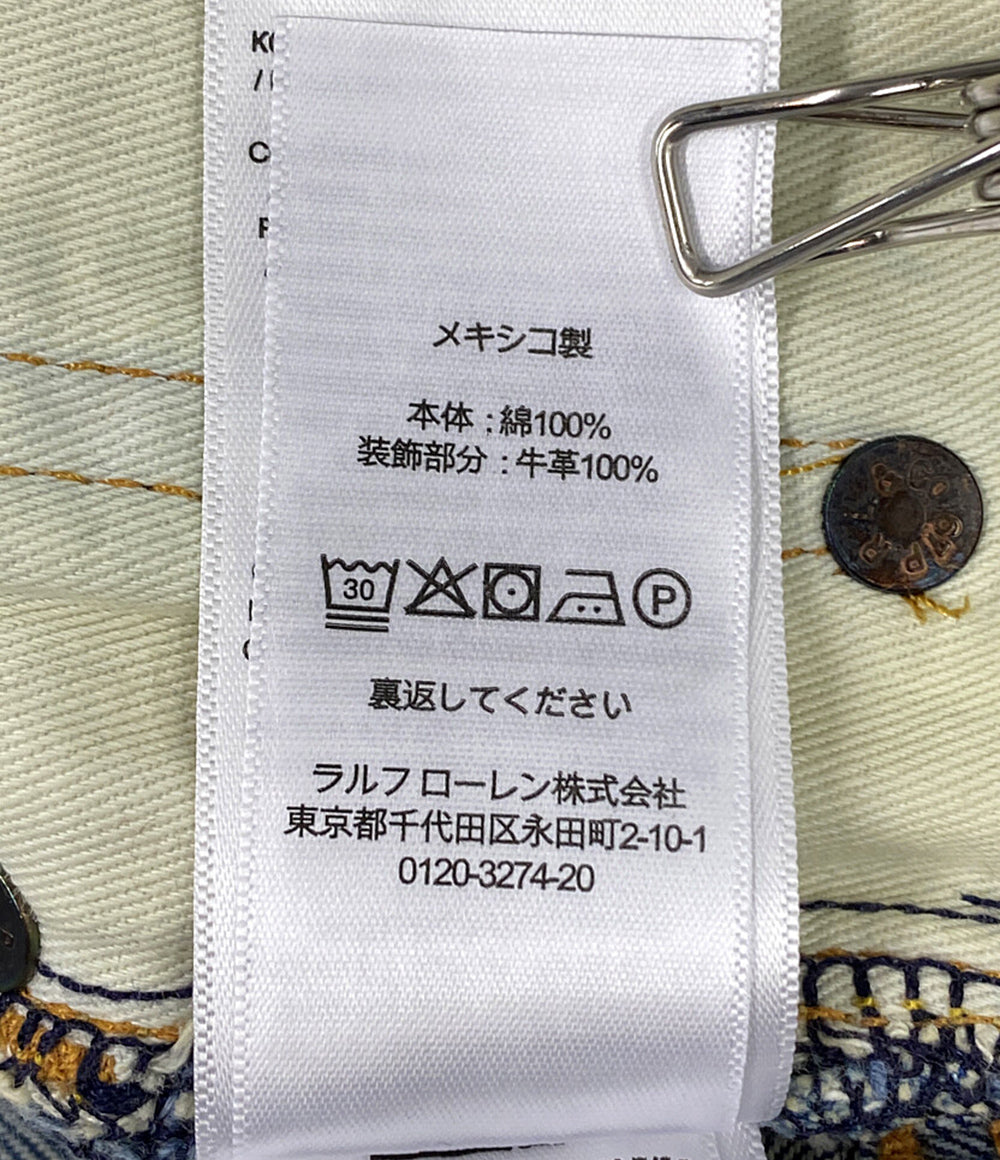 メキシコ製
本体 : 綿100%
装飾部分 : 牛革100%
30
P
裏返してください
ラルフ ローレン株式会社
東京都千代田区永田町2-10-1
0120-3274-20